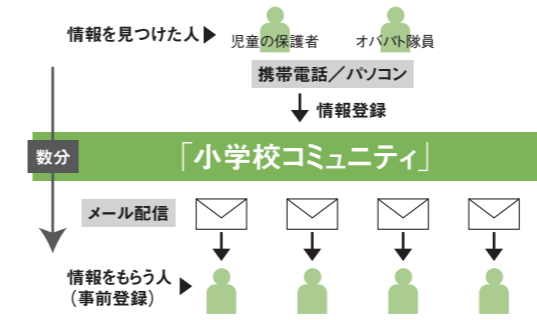 情報を見つけた人▶
児童の保護者
オバパト隊員
携帯電話／パソコン
情報登録
数分
「小学校コミュニティ」
メール配信
情報をもらう人
（事前登録）▶